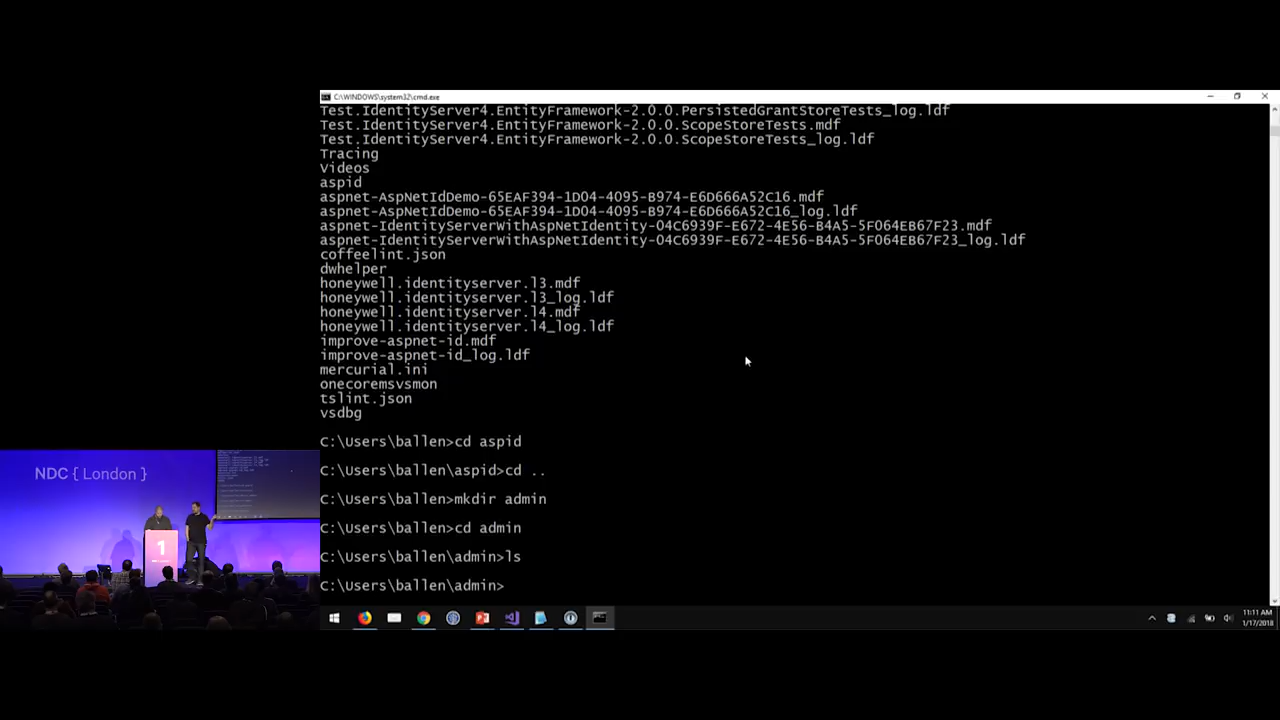 C:\WINDOWS\system32\cmd.exe
Test.IdentityServer4.EntityFramework-2.0.0.PersistedGrantStoreTests_log.ldf
Test.IdentityServer4.EntityFramework-2.0.0.ScopeStoreTests.mdf
Test.IdentityServer4.EntityFramework-2.0.0.ScopeStoreTests_log.ldf
Tracing
Videos
aspid
aspnet-AspNetIdDemo-65EAF394-1D04-4095-B974-E6D666A52C16.mdf
aspnet-AspNetIdDemo-65EAF394-1D04-4095-B974-E6D666A52C16_log.ldf
aspnet-IdentityServerWithAspNetIdentity-04C6939F-E672-4E56-B4A5-5F064EB67F23.mdf
aspnet-IdentityServerWithAspNetIdentity-04C6939F-E672-4E56-B4A5-5F064EB67F23_log.ldf
coffeelint.json
dwhelper
honeywell.identityserver.l3.mdf
honeywell.identityserver.l3_log.ldf
honeywell.identityserver.l4.mdf
honeywell.identityserver.l4_log.ldf
improve-aspnet-id.mdf
improve-aspnet-id_log.ldf
mercurial.ini
onecoremsvsmon
tslint.json
vsdbg
C:\Users\ballen>cd aspid
C:\Users\ballen\aspid>cd ..
C:\Users\ballen>mkdir admin
C:\Users\ballen>cd admin
C:\Users\ballen\admin>ls
C:\Users\ballen\admin>
11:11 AM
1/17/2018
NDC { London }
1